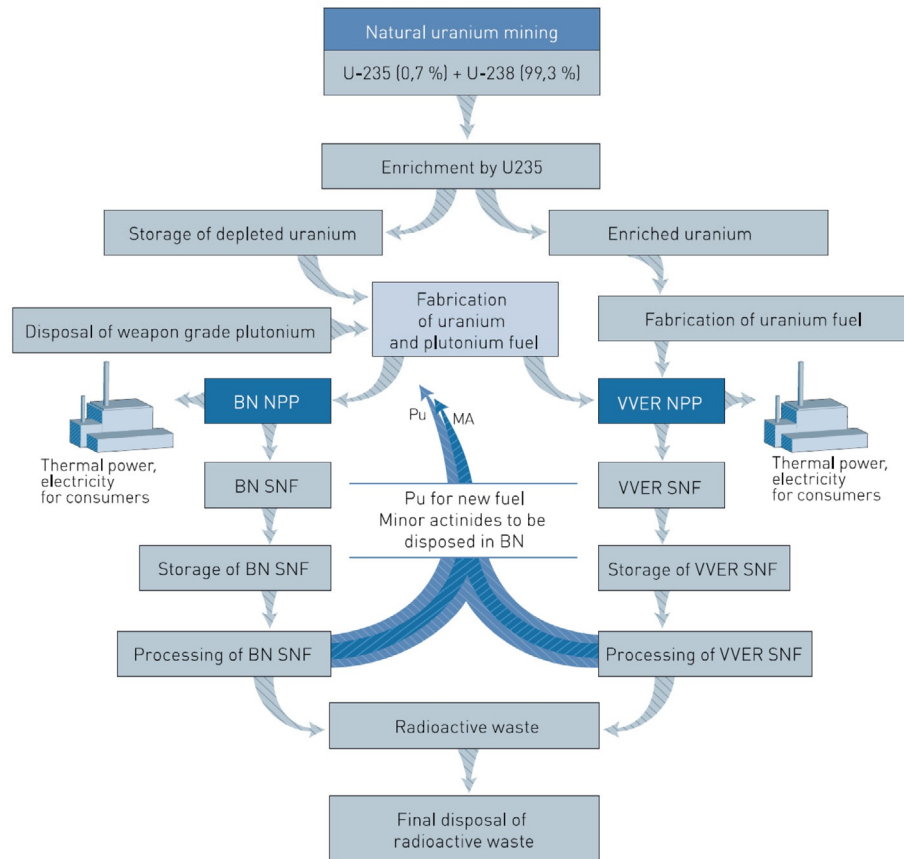 Natural uranium mining
U-235 (0,7 %) + U-238 (99,3 %)
Enrichment by U235
Storage of depleted uranium
Enriched uranium
Fabrication
of uranium
and plutonium fuel
Disposal of weapon grade plutonium
Fabrication of uranium fuel
BN NPP
VVER NPP
Pu
MA
Thermal power,
electricity
for consumers
Thermal power,
electricity
for consumers
BN SNF
VVER SNF
Pu for new fuel
Minor actinides to be
disposed in BN
Storage of BN SNF
Storage of VVER SNF
Processing of BN SNF
Processing of VVER SNF
Radioactive waste
Final disposal of
radioactive waste